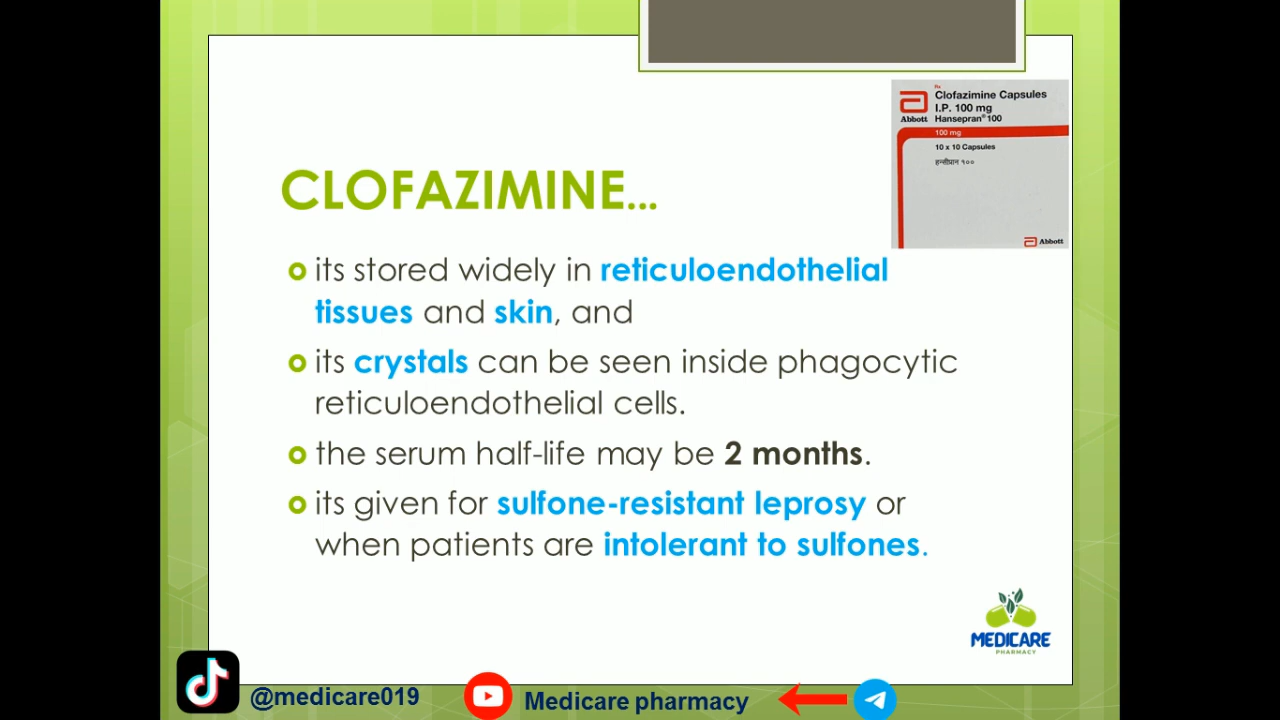 Rx
Clofazimine Capsules
I.P. 100 mg
Hansepran®100
Abbott
100 mg
10 x 10 Capsules
हन्सीप्रान १००
Abbott
CLOFAZIMINE...
its stored widely in reticuloendothelial
tissues and skin, and
its crystals can be seen inside phagocytic
reticuloendothelial cells.
the serum half-life may be 2 months.
its given for sulfone-resistant leprosy or
when patients are intolerant to sulfones.
MEDICARE
PHARMACY
@medicare019
Medicare pharmacy